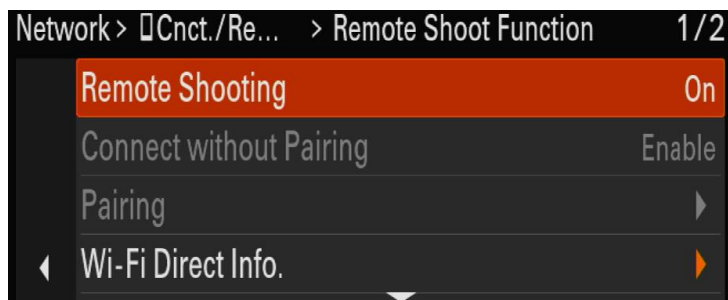 Network > ▯Cnct./Re... > Remote Shoot Function 1/2
Remote Shooting On
Connect without Pairing Enable
Pairing
Wi-Fi Direct Info.